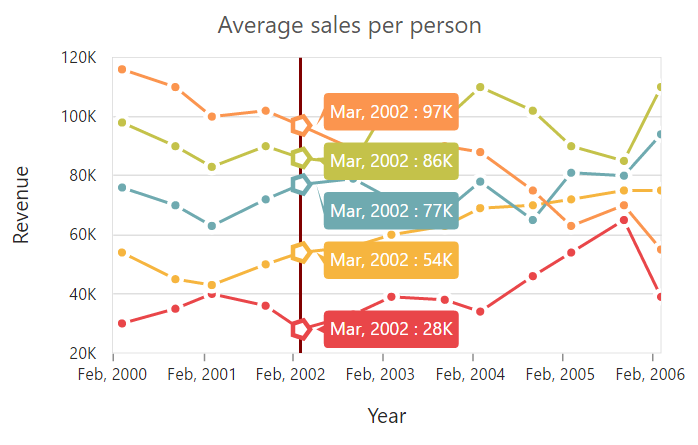 Average sales per person
120K
100K
80K
60K
40K
20K
Revenue
Mar, 2002 : 97K
Mar, 2002 : 86K
Mar, 2002 : 77K
Mar, 2002 : 54K
Mar, 2002 : 28K
Feb, 2000
Feb, 2001
Feb, 2002
Feb, 2003
Feb, 2004
Feb, 2005
Feb, 2006
Year